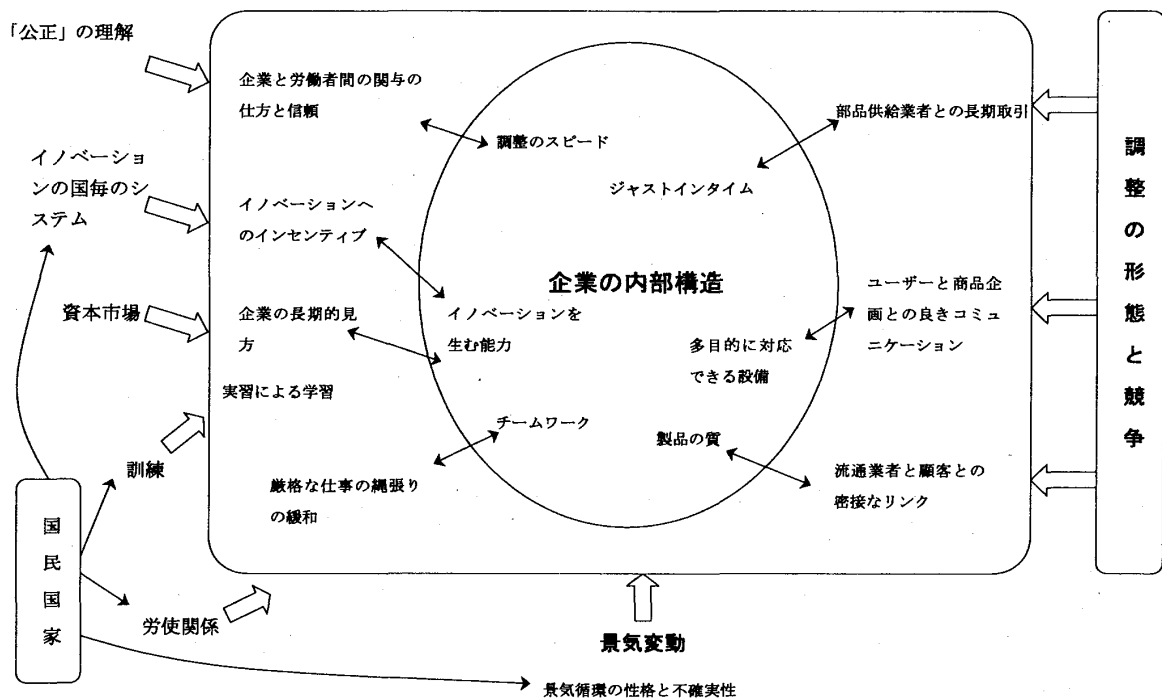 「公正」の理解
イノベーショ
ンの国毎のシ
ステム
資本市場
訓練
国民国家
労使関係
企業と労働者間の関与の
仕方と信頼
イノベーションへ
のインセンティブ
企業の長期的見
方
実習による学習
厳格な仕事の縄張り
の緩和
調整のスピード
ジャストインタイム
企業の内部構造
イノベーションを
生む能力
多目的に対応
できる設備
チームワーク
製品の質
部品供給業者との長期取引
ユーザーと商品企
画との良きコミュ
ニケーション
流通業者と顧客との
密接なリンク
調整の形態と競争
景気変動
景気循環の性格と不確実性